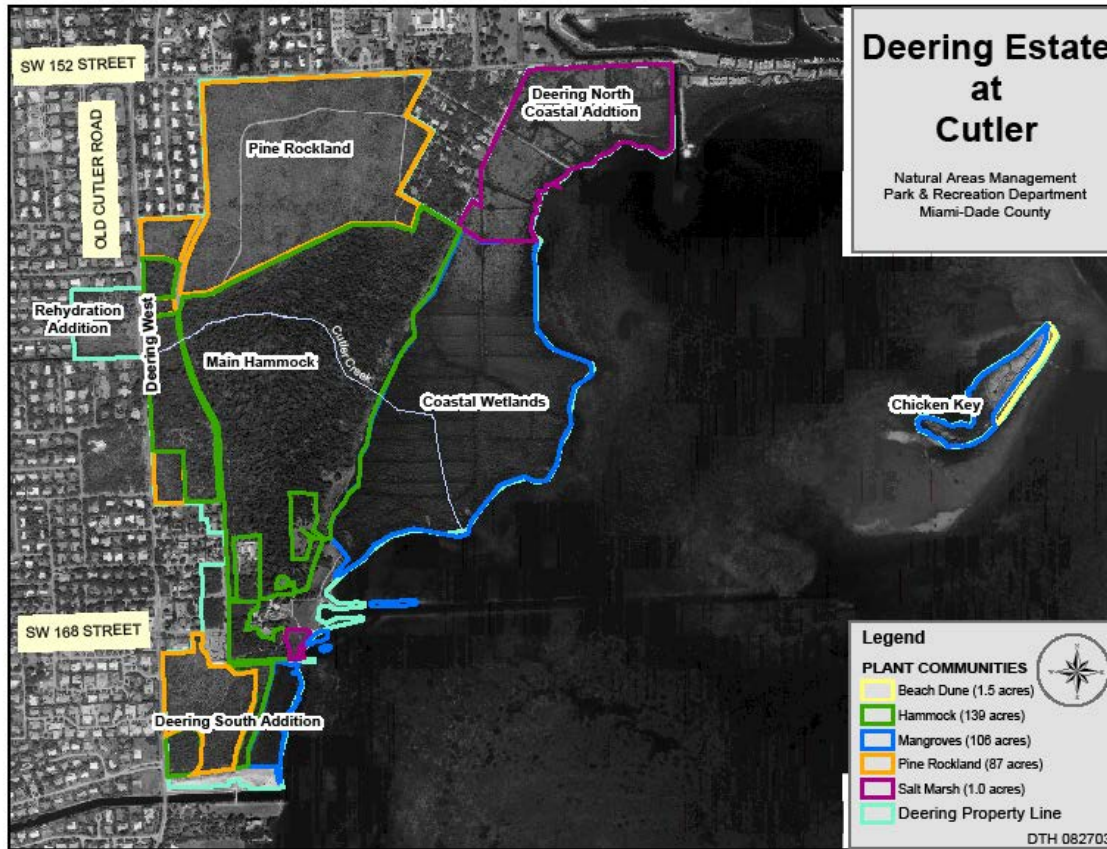 Deering Estate
at
Cutler
Natural Areas Management
Park & Recreation Department
Miami-Dade County
SW 152 STREET
OLD CUTLER ROAD
Deering North
Coastal Addtion
Pine Rockland
Rehydration
Addition
Deering West
Main Hammock
Cutler Creek
Coastal Wetlands
Chicken Key
SW 168 STREET
Deering South Addition
Legend
PLANT COMMUNITIES
Beach Dune (1.5 acres)
Hammock (139 acres)
Mangroves (106 acres)
Pine Rockland (87 acres)
Salt Marsh (1.0 acres)
Deering Property Line
DTH 082703